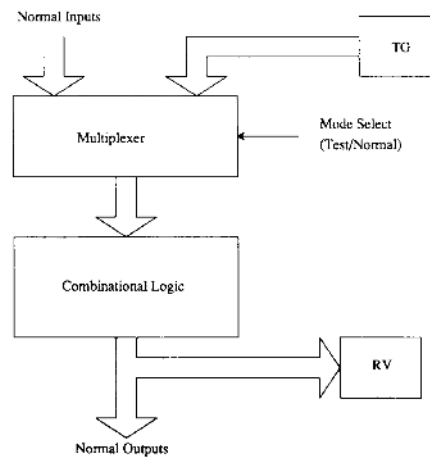 Normal Inputs
TG
Multiplexer
Mode Select
(Test/Normal)
Combinational Logic
RV
Normal Outputs